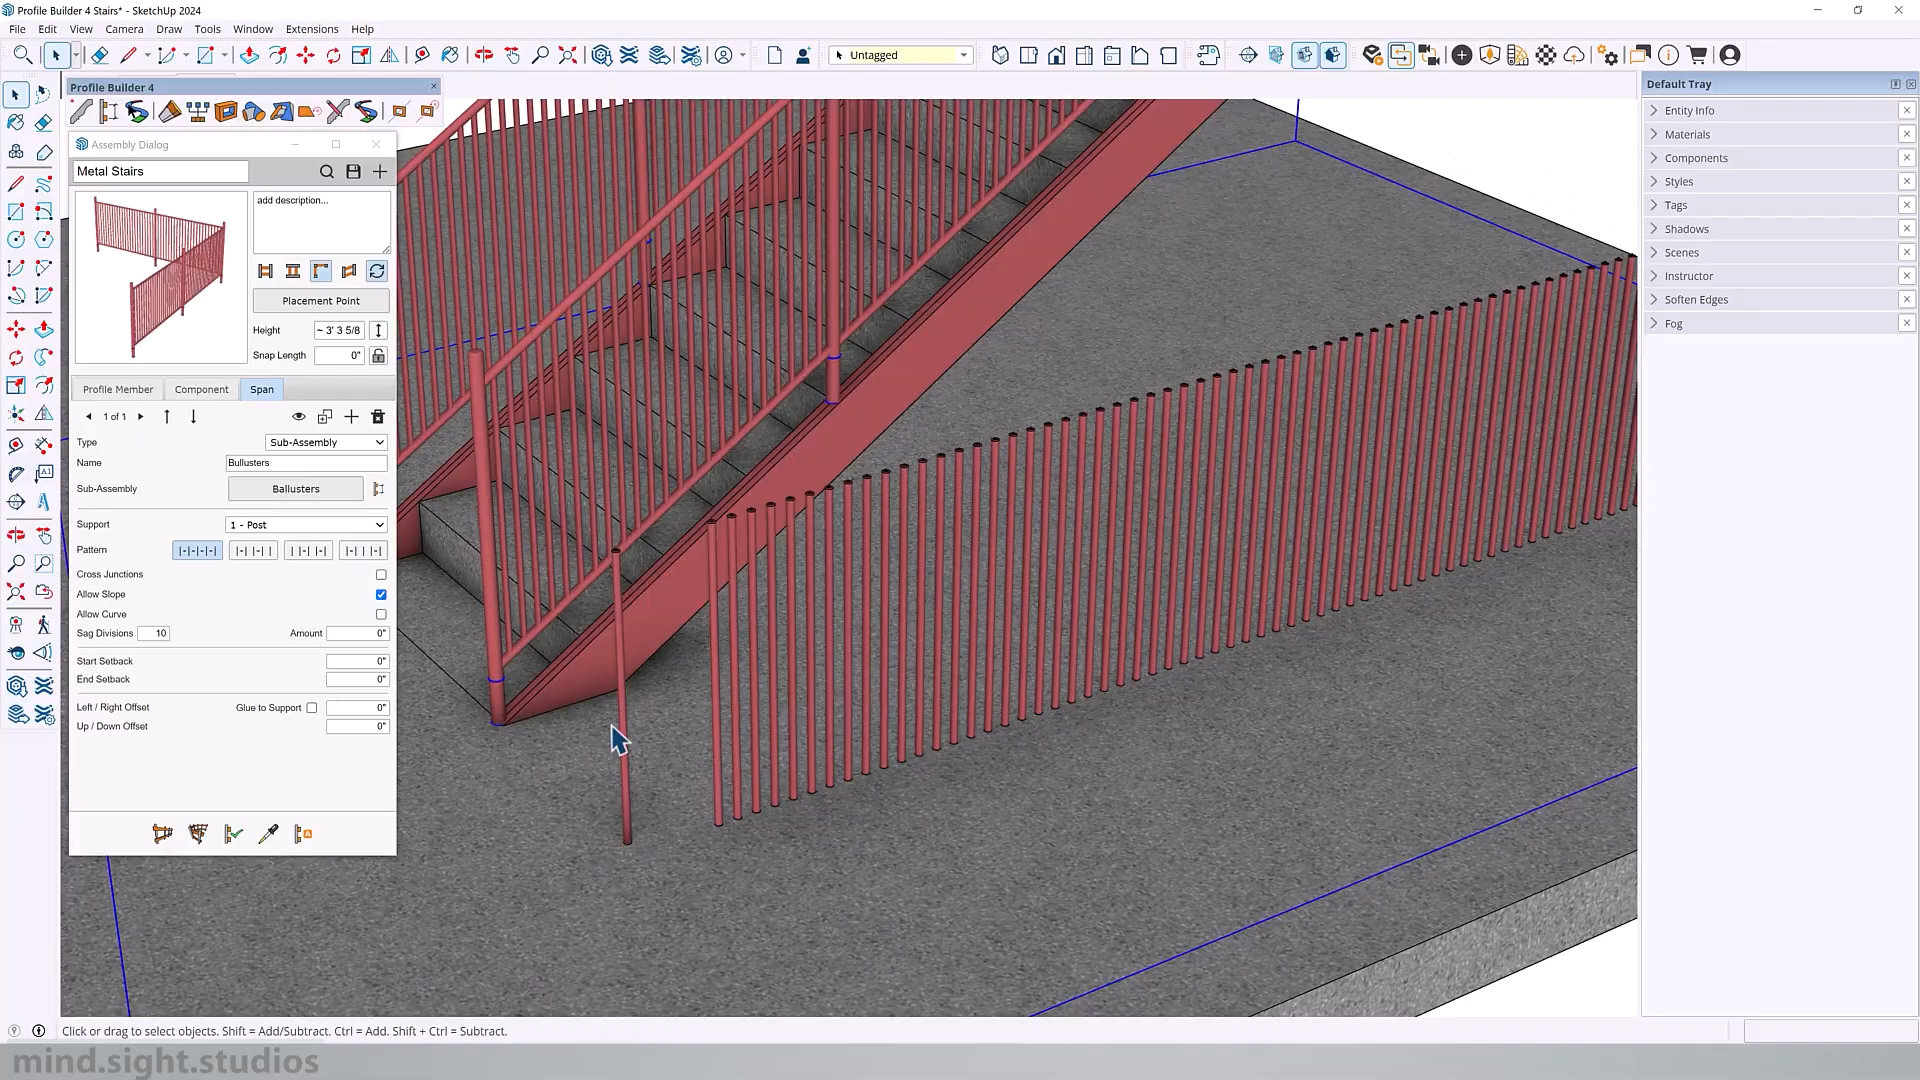 Profile Builder 4 Stairs* - SketchUp 2024
File Edit View Camera Draw Tools Window Extensions Help
Untagged
Profile Builder 4
Assembly Dialog
Metal Stairs
add description...
Placement Point
Height ~ 3' 3 5/8
Snap Length 0"
Profile Member Component Span
1 of 1
Type Sub-Assembly
Name Bullusters
Sub-Assembly Ballusters
Support 1 - Post
Pattern
Cross Junctions
Allow Slope
Allow Curve
Sag Divisions 10 Amount 0"
Start Setback 0"
End Setback 0"
Left / Right Offset Glue to Support 0"
Up / Down Offset 0"
Default Tray
Entity Info
Materials
Components
Styles
Tags
Shadows
Scenes
Instructor
Soften Edges
Fog
Click or drag to select objects. Shift = Add/Subtract. Ctrl = Add. Shift + Ctrl = Subtract.
mind.sight.studios